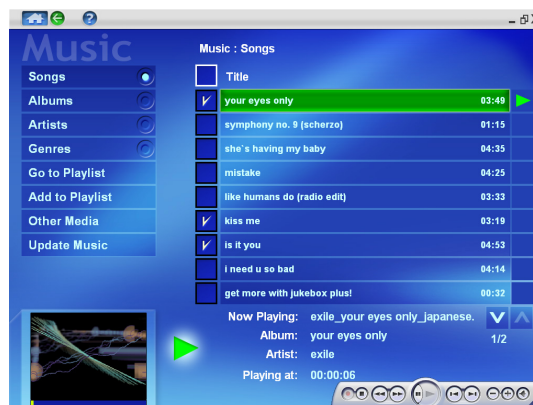 Music
Music : Songs
Songs
Albums
Artists
Genres
Go to Playlist
Add to Playlist
Other Media
Update Music
Title
your eyes only 03:49
symphony no. 9 (scherzo) 01:15
she's having my baby 04:35
mistake 04:25
like humans do (radio edit) 03:33
kiss me 03:19
is it you 04:53
i need u so bad 04:14
get more with jukebox plus! 00:32
Now Playing: exile_your eyes only_japanese.
Album: your eyes only
1/2
Artist: exile
Playing at: 00:00:06